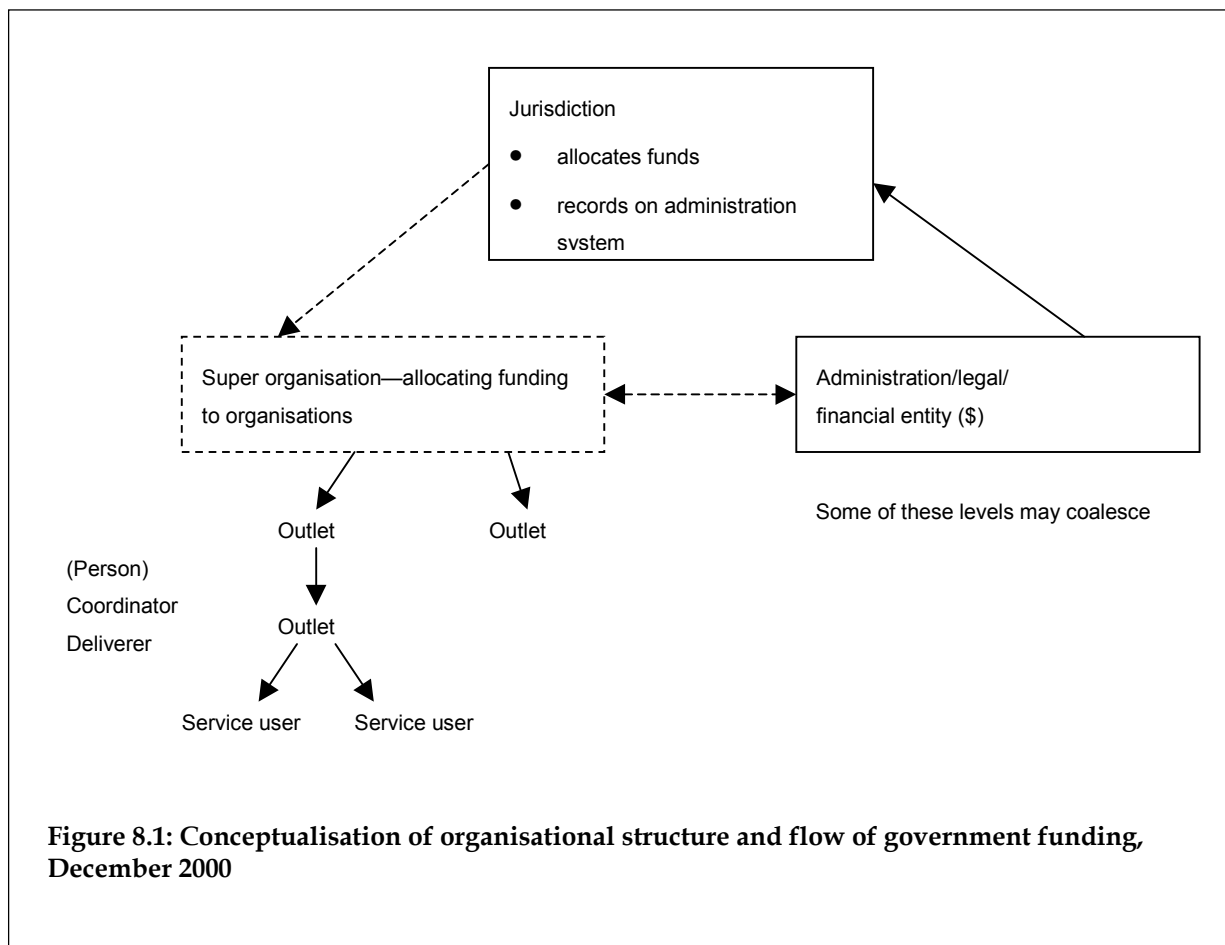 Jurisdiction
● allocates funds
● records on administration
system
Super organisation—allocating funding
to organisations
Administration/legal/
financial entity ($)
Some of these levels may coalesce
Outlet
Outlet
(Person)
Coordinator
Deliverer
Outlet
Service user
Service user
Figure 8.1: Conceptualisation of organisational structure and flow of government funding,
December 2000